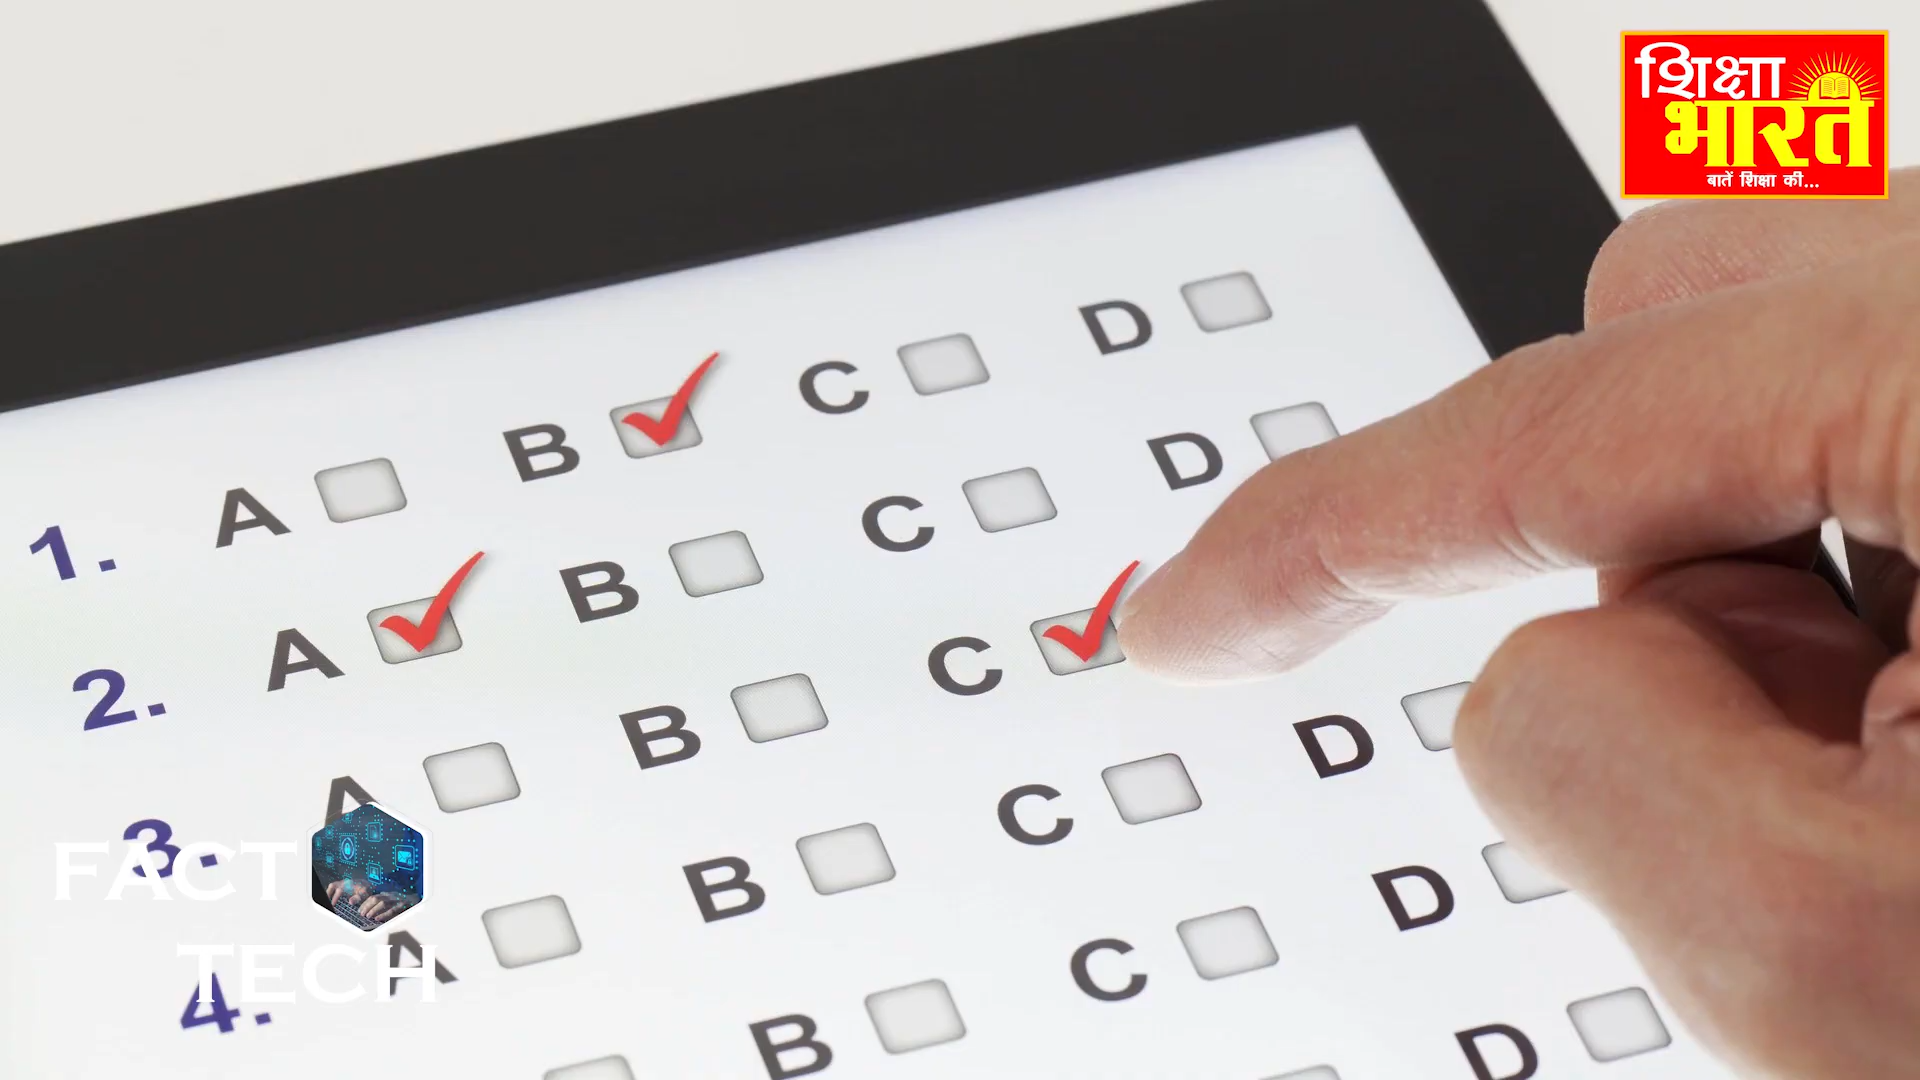 शिक्षा
भारत
बातें शिक्षा की...
1. A B C D
2. A B C D
3. A B C
4. A B C D
B C D
D
FACT
TECH